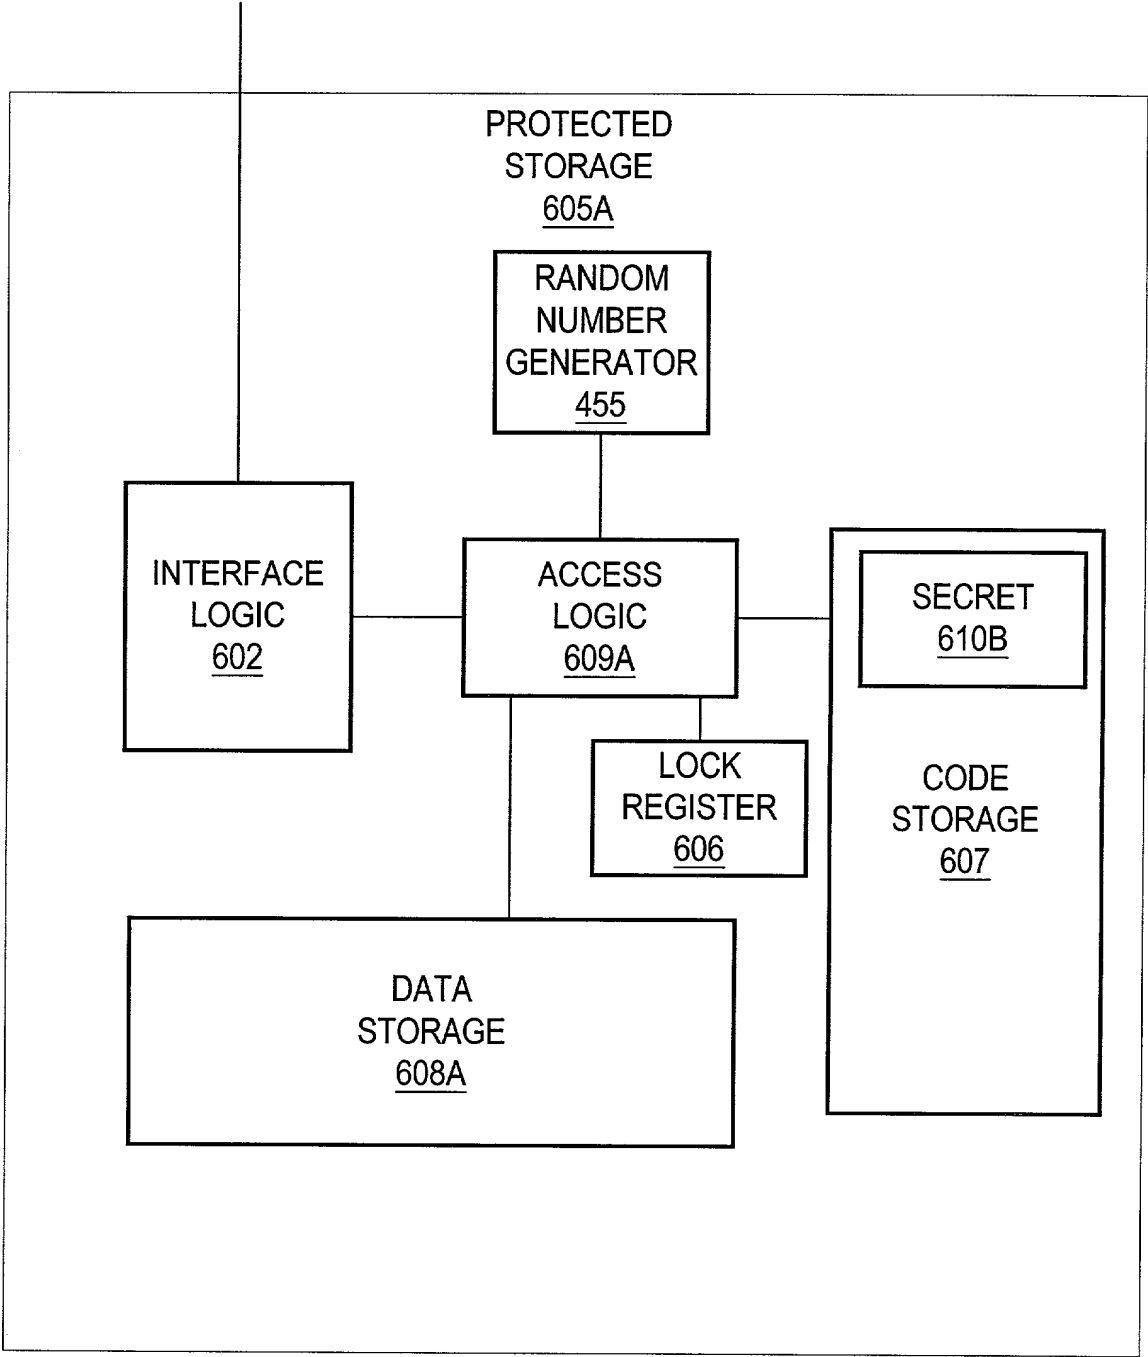 PROTECTED
STORAGE
605A
RANDOM
NUMBER
GENERATOR
455
INTERFACE
LOGIC
602
ACCESS
LOGIC
609A
SECRET
610B
LOCK
REGISTER
606
CODE
STORAGE
607
DATA
STORAGE
608A